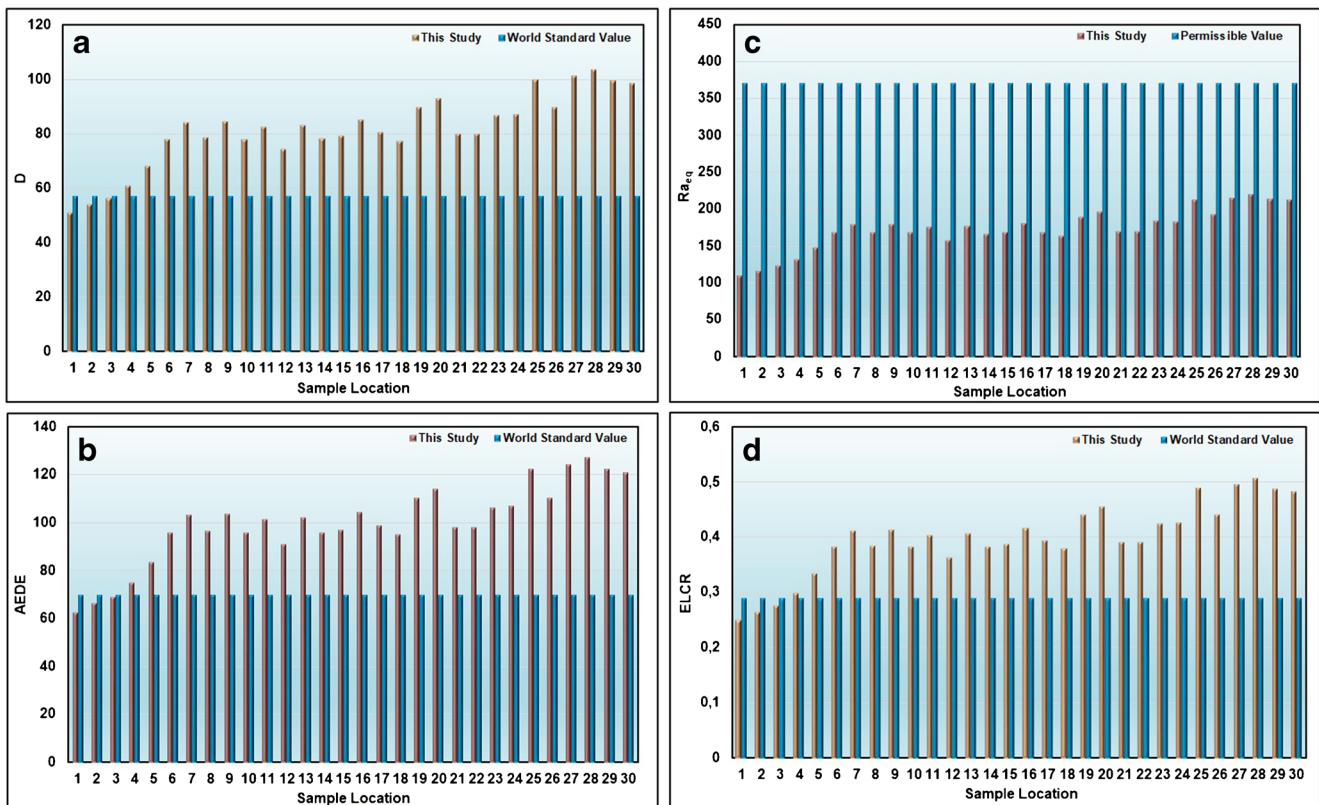 a
This Study World Standard Value
120
100
80
60
40
20
0
D
1 2 3 4 5 6 7 8 9 10 11 12 13 14 15 16 17 18 19 20 21 22 23 24 25 26 27 28 29 30
Sample Location
c
This Study Permissible Value
450
400
350
300
250
200
150
100
50
0
Raeq
1 2 3 4 5 6 7 8 9 10 11 12 13 14 15 16 17 18 19 20 21 22 23 24 25 26 27 28 29 30
Sample Location
b
This Study World Standard Value
140
120
100
80
60
40
20
0
AEDE
1 2 3 4 5 6 7 8 9 10 11 12 13 14 15 16 17 18 19 20 21 22 23 24 25 26 27 28 29 30
Sample Location
d
This Study World Standard Value
0,6
0,5
0,4
0,3
0,2
0,1
0
ELCR
1 2 3 4 5 6 7 8 9 10 11 12 13 14 15 16 17 18 19 20 21 22 23 24 25 26 27 28 29 30
Sample Location